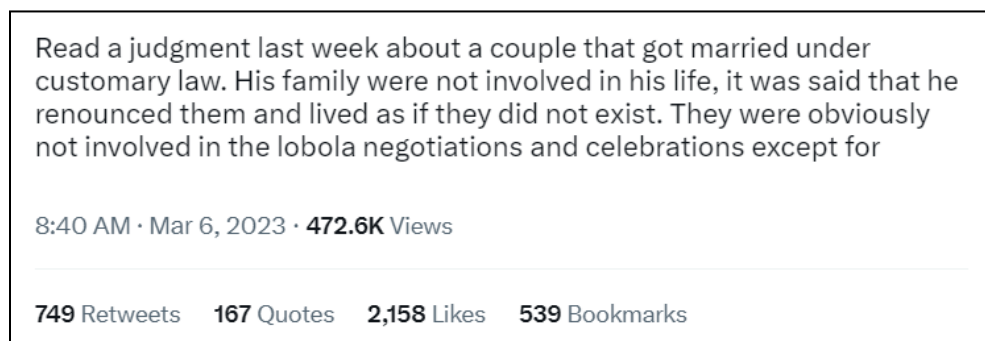 Read a judgment last week about a couple that got married under
customary law. His family were not involved in his life, it was said that he
renounced them and lived as if they did not exist. They were obviously
not involved in the lobola negotiations and celebrations except for
8:40 AM · Mar 6, 2023 · 472.6K Views
749 Retweets 167 Quotes 2,158 Likes 539 Bookmarks